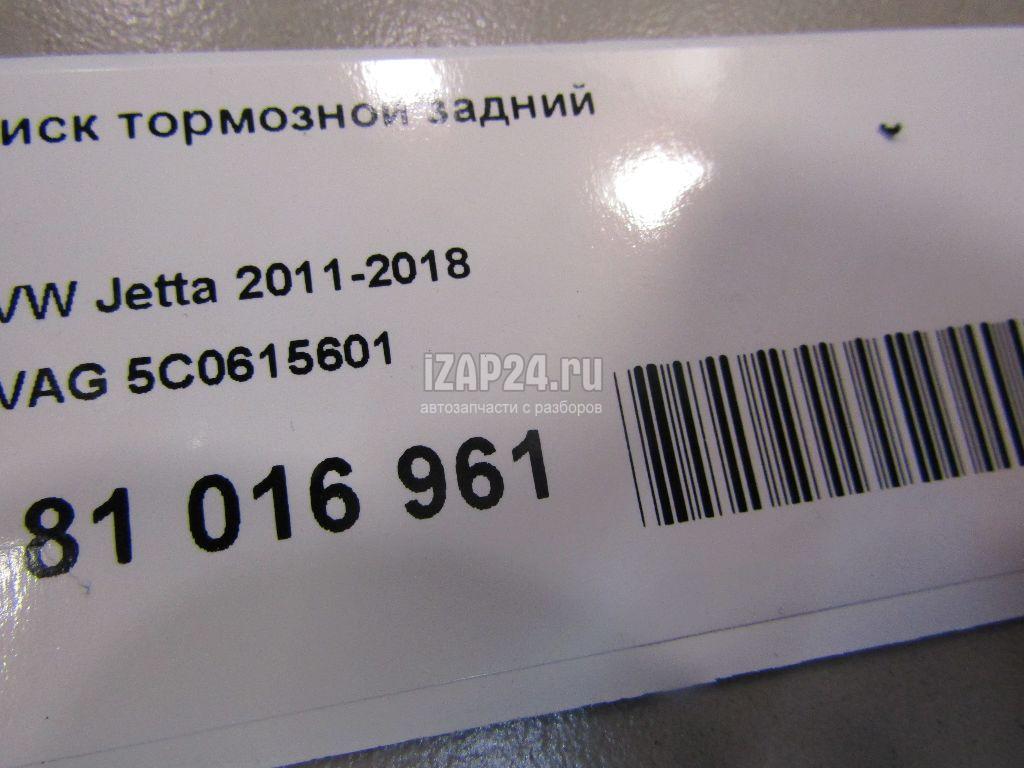 иск тормозной задний
VW Jetta 2011-2018
VAG 5C0615601
iZAP24.ru
автозапчасти с разборов
81 016 961